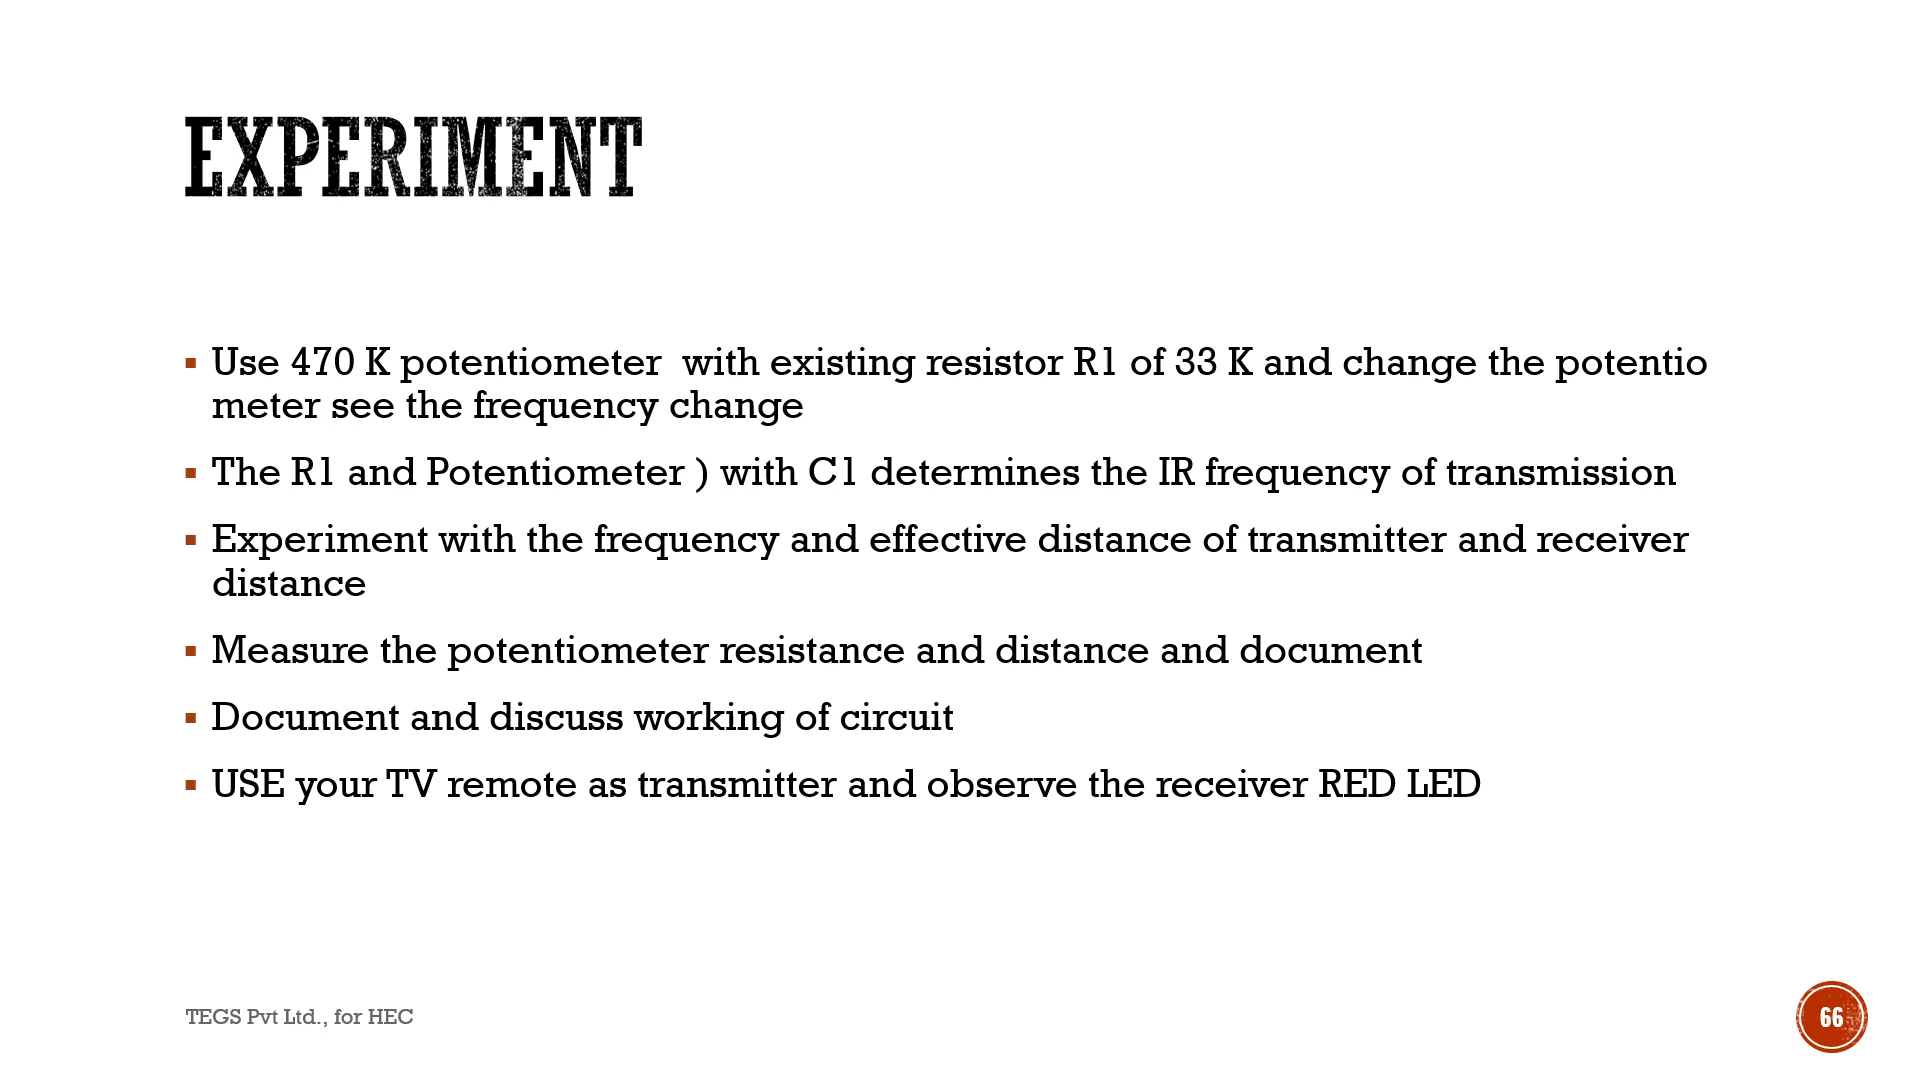 EXPERIMENT
▪ Use 470 K potentiometer  with existing resistor R1 of 33 K and change the potentio
meter see the frequency change
▪ The R1 and Potentiometer ) with C1 determines the IR frequency of transmission
▪ Experiment with the frequency and effective distance of transmitter and receiver
distance
▪ Measure the potentiometer resistance and distance and document
▪ Document and discuss working of circuit
▪ USE your TV remote as transmitter and observe the receiver RED LED
TEGS Pvt Ltd., for HEC
66